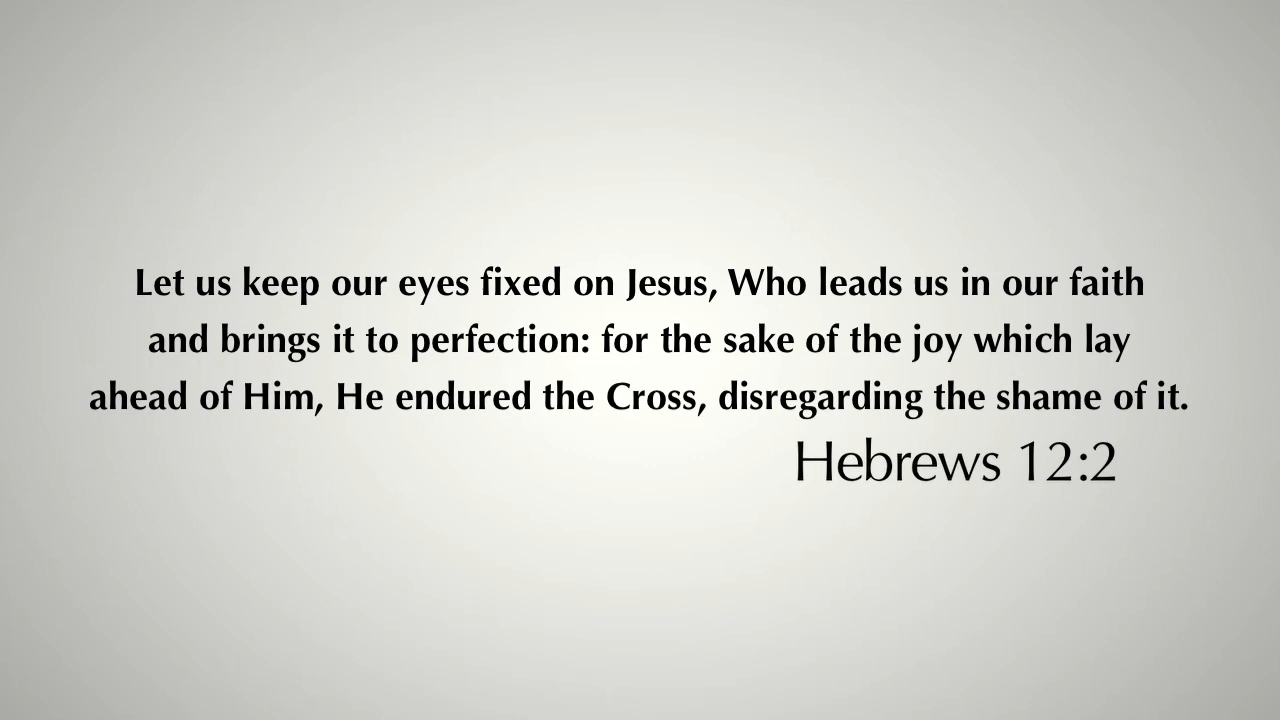 Let us keep our eyes fixed on Jesus, Who leads us in our faith
and brings it to perfection: for the sake of the joy which lay
ahead of Him, He endured the Cross, disregarding the shame of it.
Hebrews 12:2